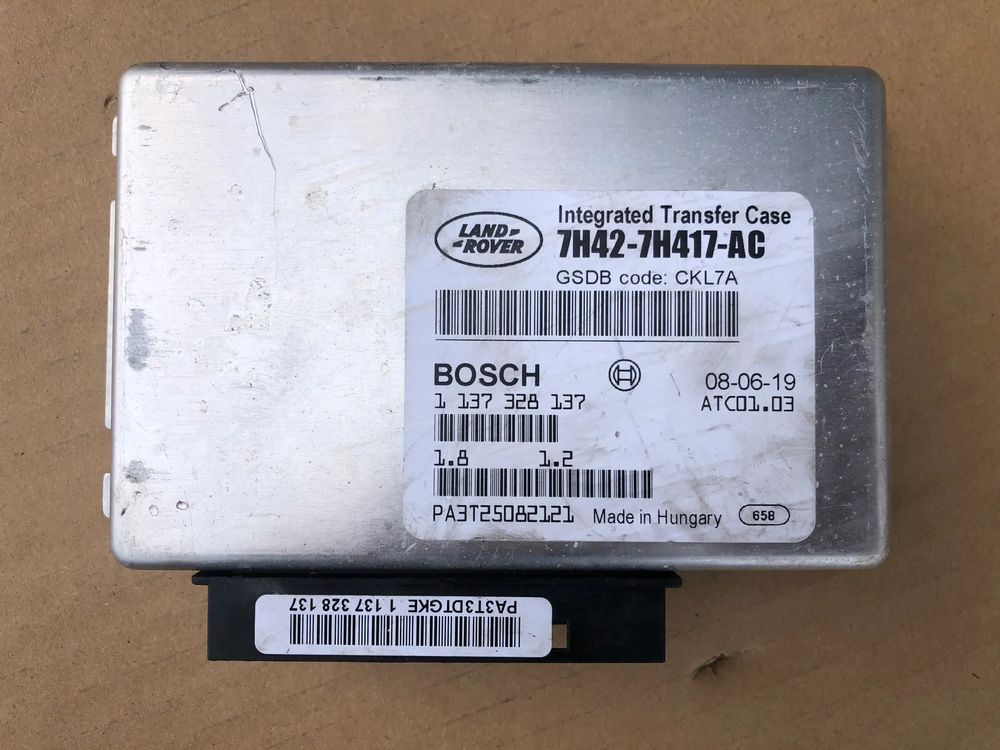 LAND-
-ROVER
Integrated Transfer Case
7H42-7H417-AC
GSDB code: CKL7A
BOSCH
08-06-19
1 137 328 137
ATC01.03
1.8 1.2
PA3T25082121 Made in Hungary 658
PA3T3DTGKE 1 137 328 137